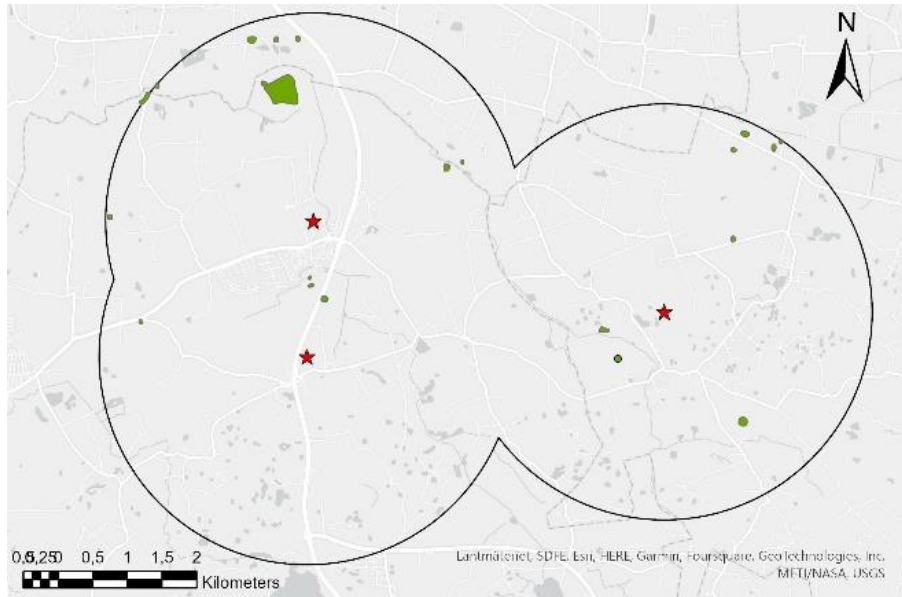 N
0,5,25 0 0,5 1 1,5 2
Kilometers
Lantmäteriet, SDFE, Esri, HERE, Garmin, Foursquare, GeoTechnologies, Inc,
METI/NASA, USGS